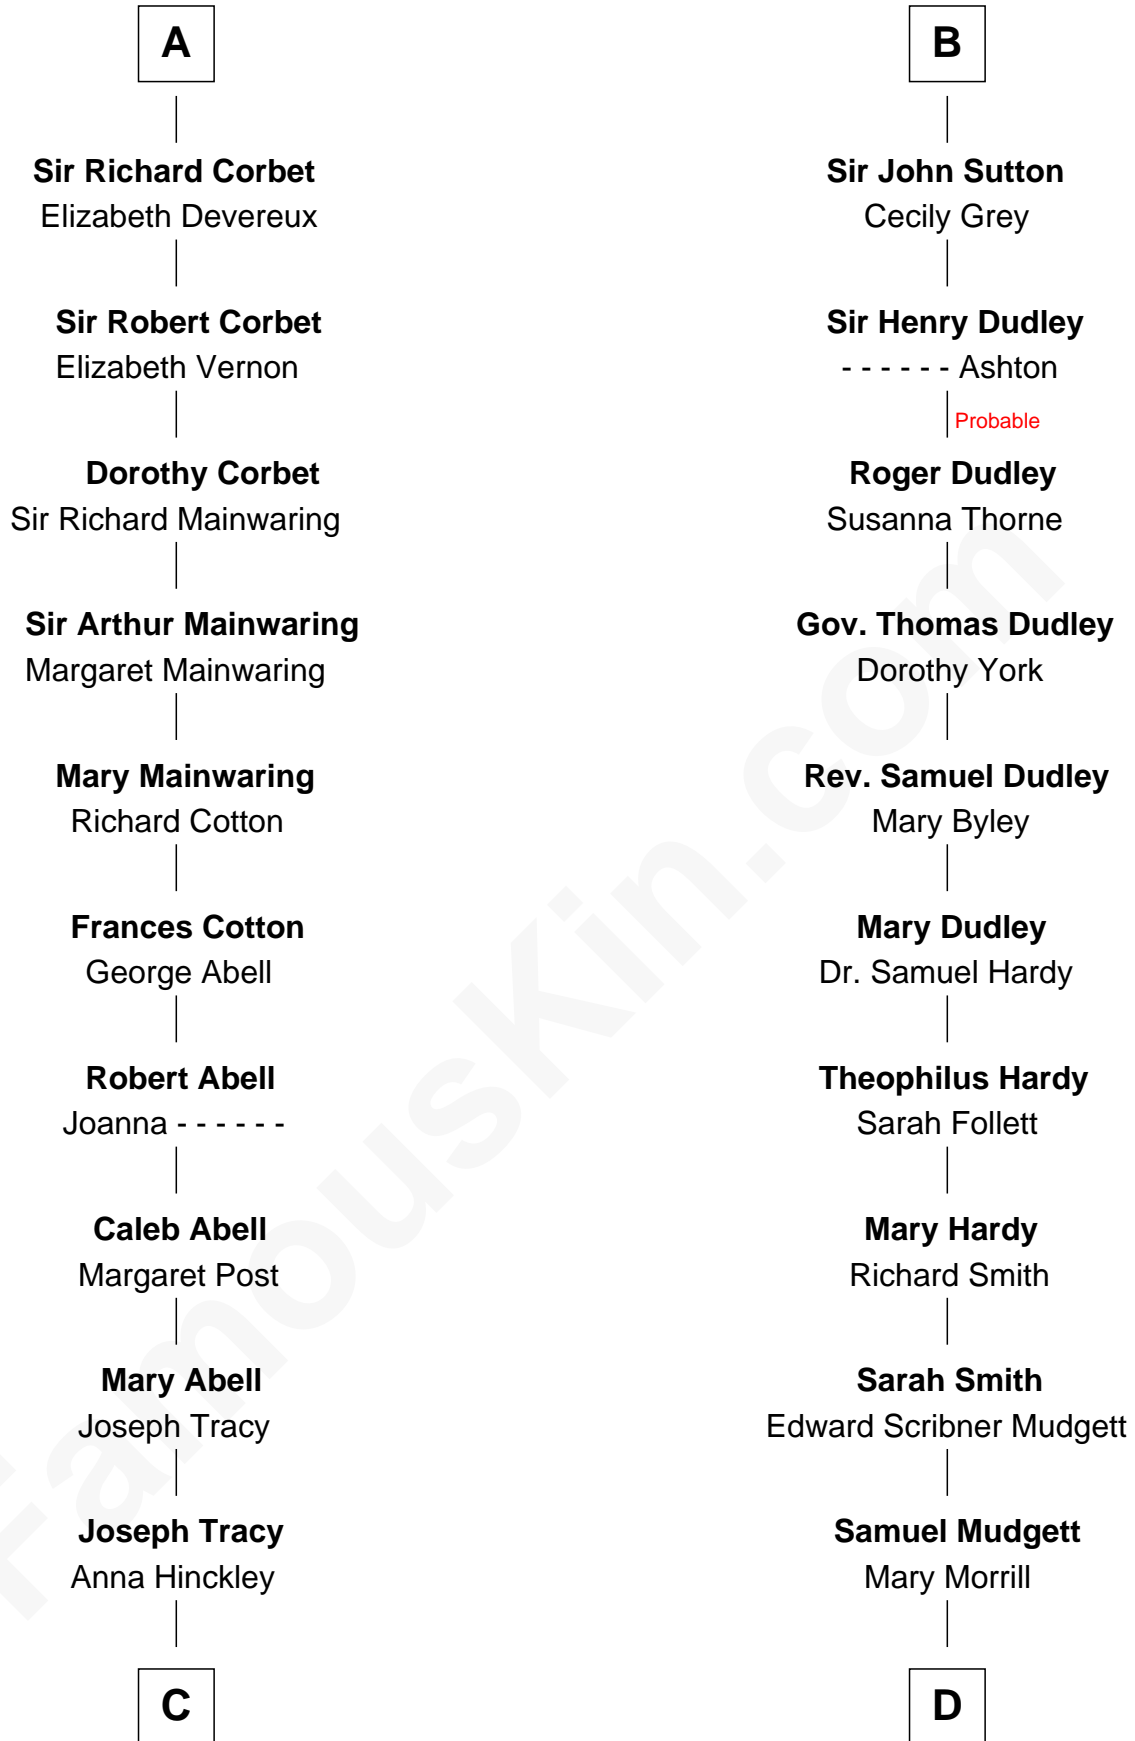 A
Sir Richard Corbet
Elizabeth Devereux
Sir Robert Corbet
Elizabeth Vernon
Dorothy Corbet
Sir Richard Mainwaring
Sir Arthur Mainwaring
Margaret Mainwaring
Mary Mainwaring
Richard Cotton
Frances Cotton
George Abell
Robert Abell
Joanna - - - - - -
Caleb Abell
Margaret Post
Mary Abell
Joseph Tracy
Joseph Tracy
Anna Hinckley
C
B
Sir John Sutton
Cecily Grey
Sir Henry Dudley
- - - - - - Ashton
Probable
Roger Dudley
Susanna Thorne
Gov. Thomas Dudley
Dorothy York
Rev. Samuel Dudley
Mary Byley
Mary Dudley
Dr. Samuel Hardy
Theophilus Hardy
Sarah Follett
Mary Hardy
Richard Smith
Sarah Smith
Edward Scribner Mudgett
Samuel Mudgett
Mary Morrill
D
FamousKin.com